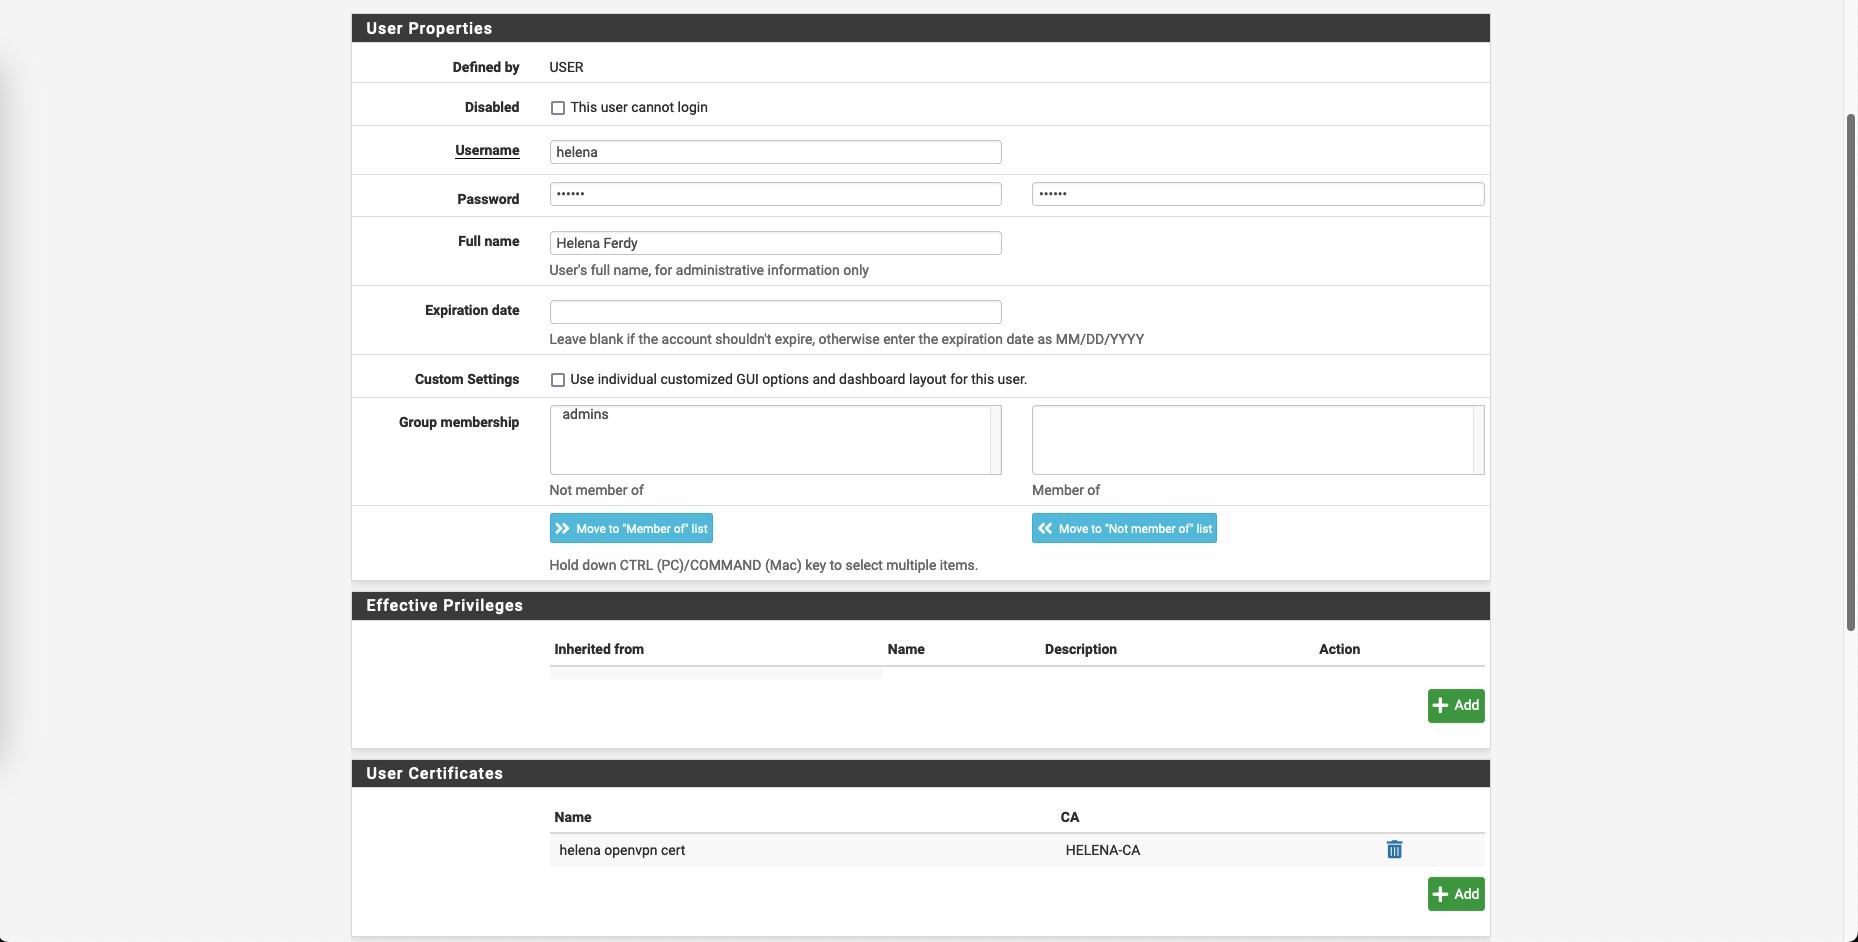 User Properties
Defined by USER
Disabled This user cannot login
Username helena
Password •••••• ••••••
Full name Helena Ferdy
User's full name, for administrative information only
Expiration date
Leave blank if the account shouldn't expire, otherwise enter the expiration date as MM/DD/YYYY
Custom Settings Use individual customized GUI options and dashboard layout for this user.
Group membership admins
Not member of Member of
Move to "Member of" list Move to "Not member of" list
Hold down CTRL (PC)/COMMAND (Mac) key to select multiple items.
Effective Privileges
Inherited from Name Description Action
Add
User Certificates
Name CA
helena openvpn cert HELENA-CA
Add